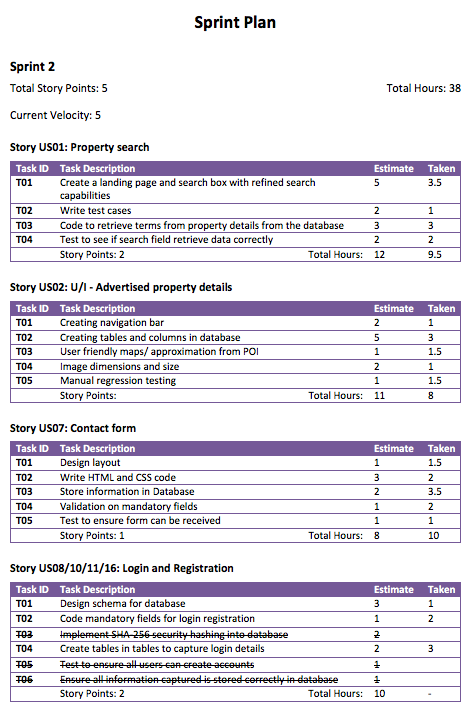 Sprint Plan
Sprint 2
Total Story Points: 5 Total Hours: 38
Current Velocity: 5
Story US01: Property search
Task ID Task Description Estimate Taken
T01 Create a landing page and search box with refined search 5 3.5
capabilities
T02 Write test cases 2 1
T03 Code to retrieve terms from property details from the database 3 3
T04 Test to see if search field retrieve data correctly 2 2
Story Points: 2 Total Hours: 12 9.5
Story US02: U/I - Advertised property details
Task ID Task Description Estimate Taken
T01 Creating navigation bar 2 1
T02 Creating tables and columns in database 5 3
T03 User friendly maps/ approximation from POI 1 1.5
T04 Image dimensions and size 2 1
T05 Manual regression testing 1 1.5
Story Points: Total Hours: 11 8
Story US07: Contact form
Task ID Task Description Estimate Taken
T01 Design layout 1 1.5
T02 Write HTML and CSS code 3 2
T03 Store information in Database 2 3.5
T04 Validation on mandatory fields 1 2
T05 Test to ensure form can be received 1 1
Story Points: 1 Total Hours: 8 10
Story US08/10/11/16: Login and Registration
Task ID Task Description Estimate Taken
T01 Design schema for database 3 1
T02 Code mandatory fields for login registration 1 2
T03 Implement SHA-256 security hashing into database 2
T04 Create tables in tables to capture login details 2 3
T05 Test to ensure all users can create accounts 1
T06 Ensure all information captured is stored correctly in database 1
Story Points: 2 Total Hours: 10 -